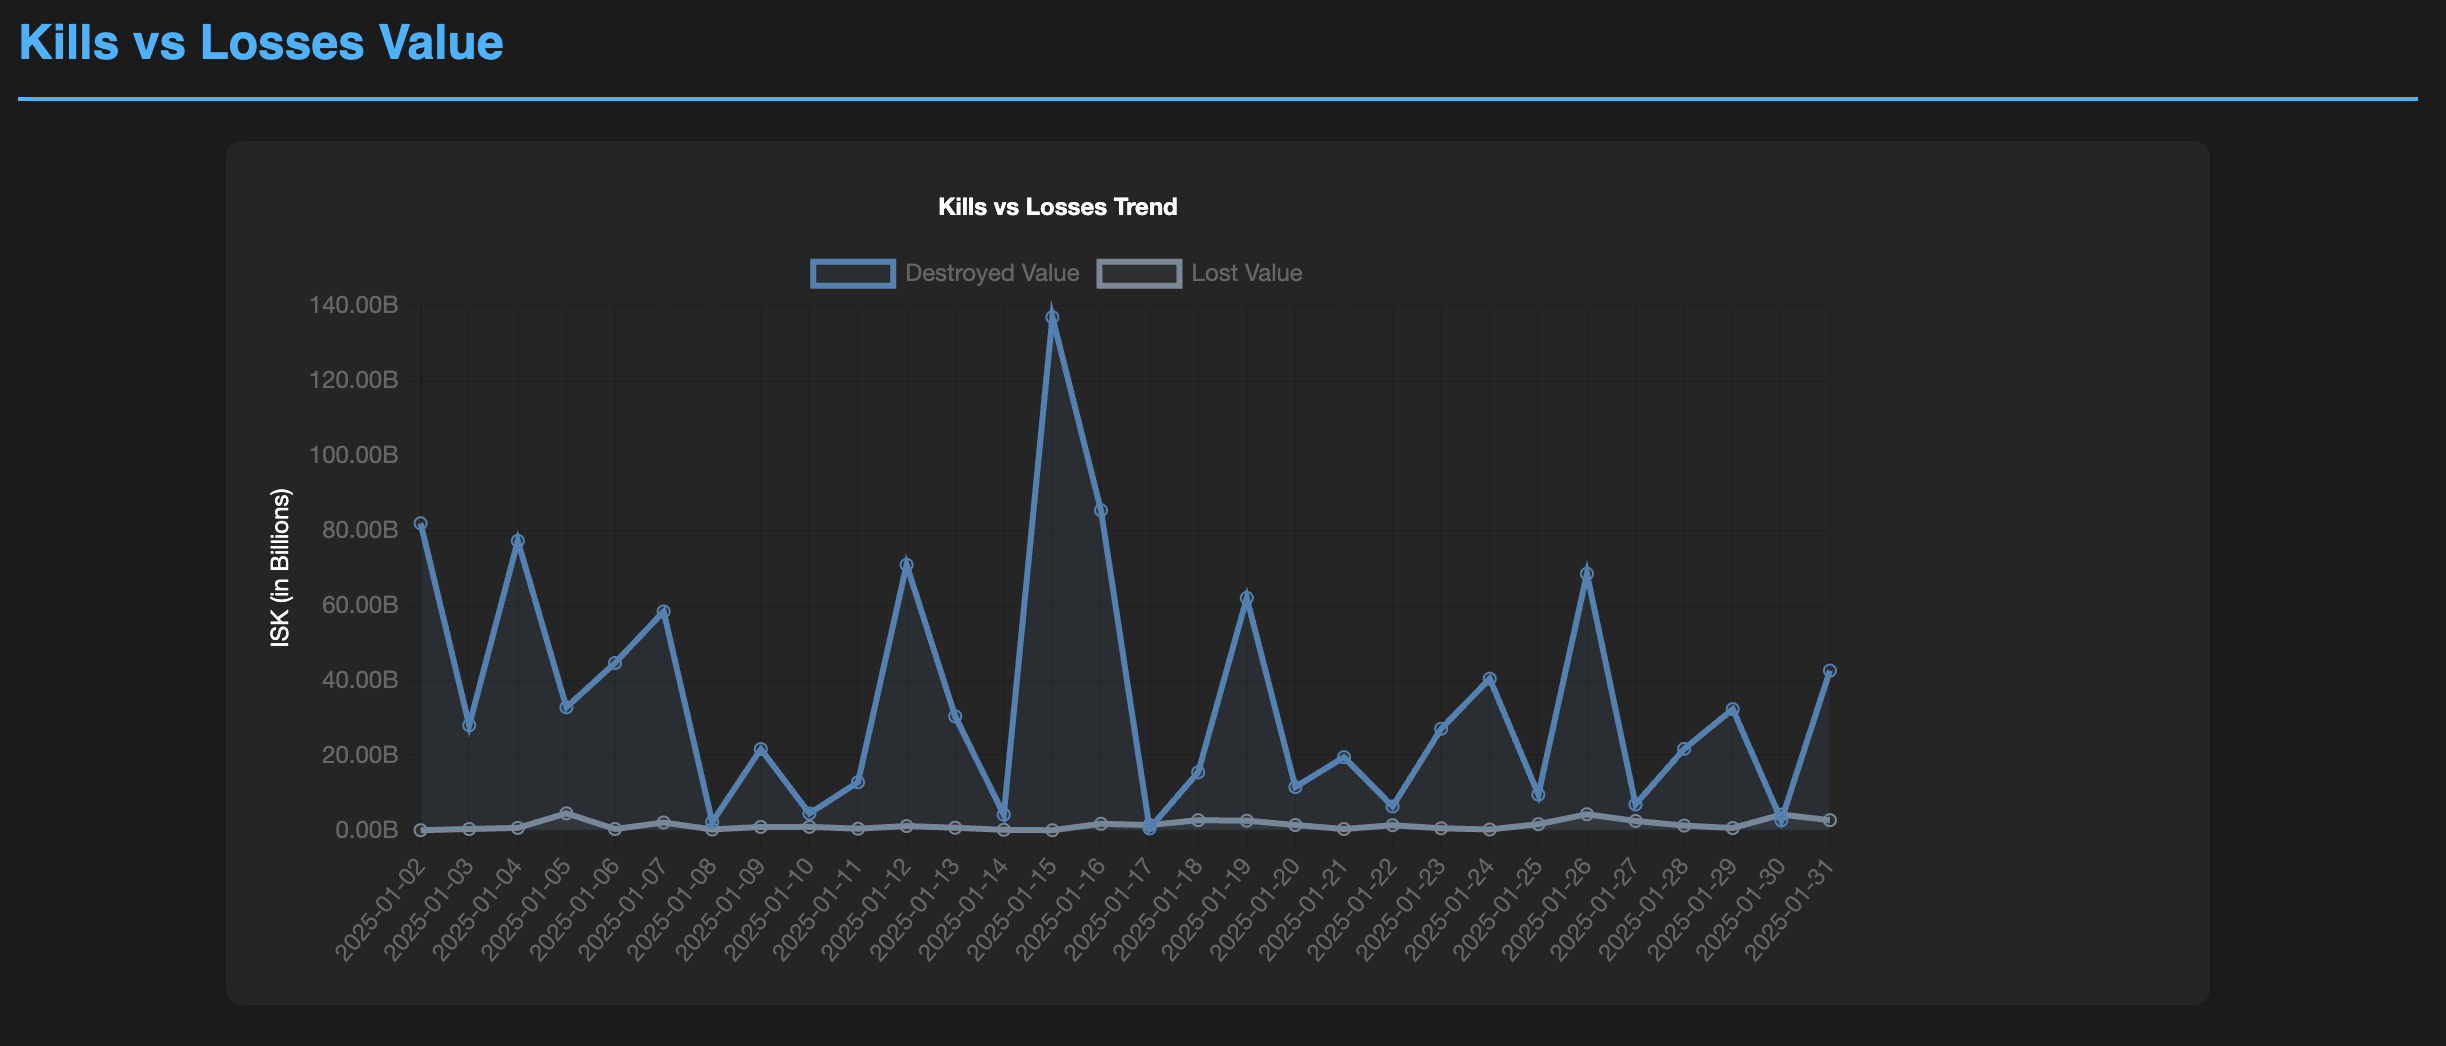 Kills vs Losses Value
Kills vs Losses Trend
Destroyed Value
Lost Value
140.00B
120.00B
100.00B
80.00B
60.00B
40.00B
20.00B
0.00B
ISK (in Billions)
2025-01-02
2025-01-03
2025-01-04
2025-01-05
2025-01-06
2025-01-07
2025-01-08
2025-01-09
2025-01-10
2025-01-11
2025-01-12
2025-01-13
2025-01-14
2025-01-15
2025-01-16
2025-01-17
2025-01-18
2025-01-19
2025-01-20
2025-01-21
2025-01-22
2025-01-23
2025-01-24
2025-01-25
2025-01-26
2025-01-27
2025-01-28
2025-01-29
2025-01-30
2025-01-31